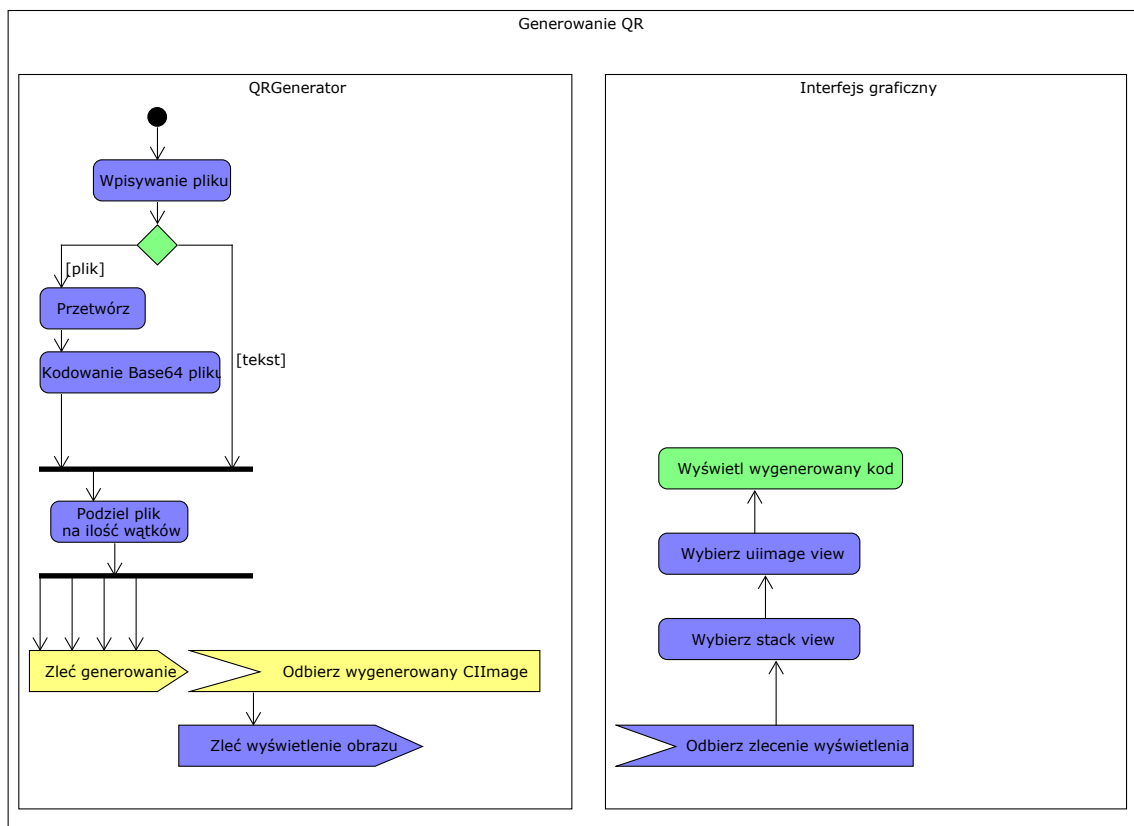 Generowanie QR
QRGenerator
Wpisywanie pliku
[plik]
Przetwórz
[tekst]
Kodowanie Base64 pliku
Podziel plik
na ilość wątków
Zleć generowanie
Odbierz wygenerowany CIImage
Zleć wyświetlenie obrazu
Interfejs graficzny
Wyświetl wygenerowany kod
Wybierz uiimage view
Wybierz stack view
Odbierz zlecenie wyświetlenia